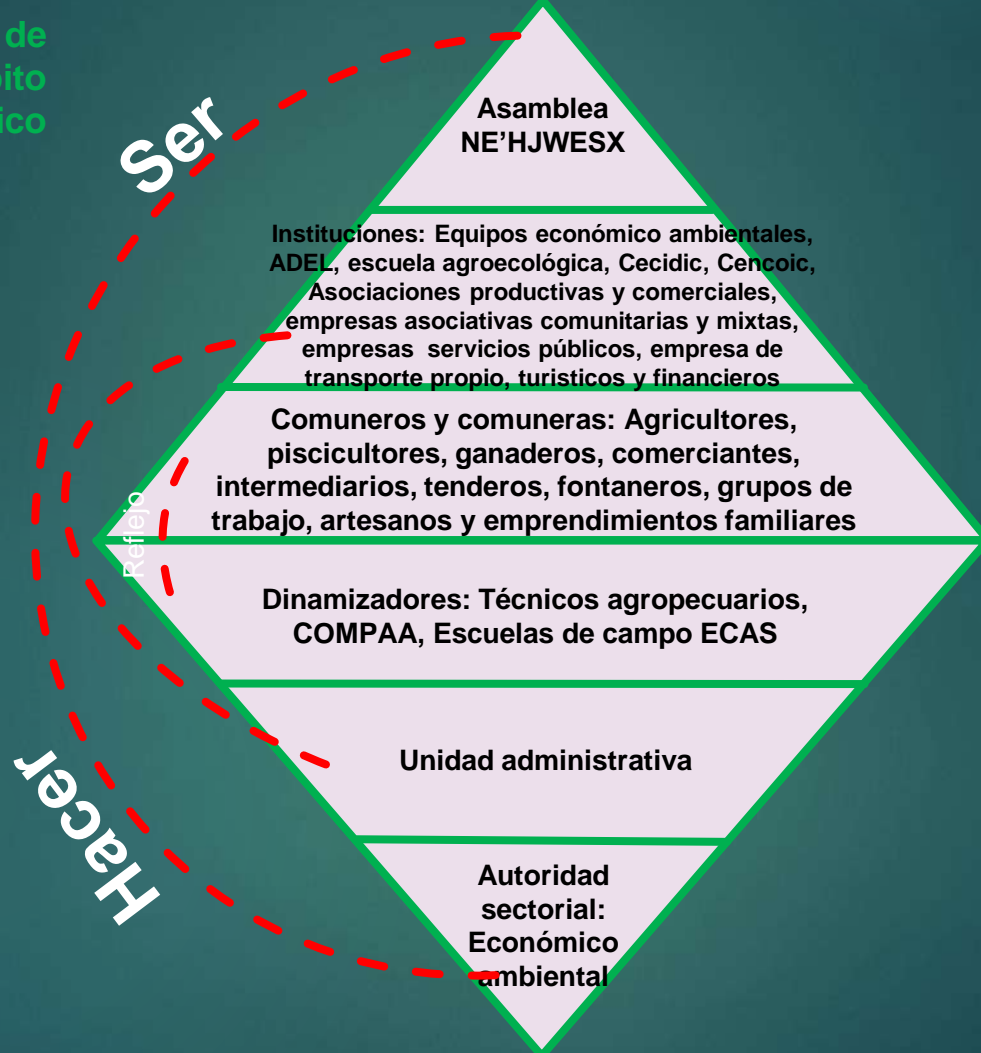 de
ico
Ser
Asamblea
NE’HJWESX
Instituciones: Equipos económico ambientales,
ADEL, escuela agroecológica, Cecidic, Cencoic,
Asociaciones productivas y comerciales,
empresas asociativas comunitarias y mixtas,
empresas servicios públicos, empresa de
transporte propio, turisticos y financieros
Comuneros y comuneras: Agricultores,
piscicultores, ganaderos, comerciantes,
intermediarios, tenderos, fontaneros, grupos de
trabajo, artesanos y emprendimientos familiares
Reflejo
Dinamizadores: Técnicos agropecuarios,
COMPAA, Escuelas de campo ECAS
Unidad administrativa
Hacer
Autoridad
sectorial:
Económico
ambiental